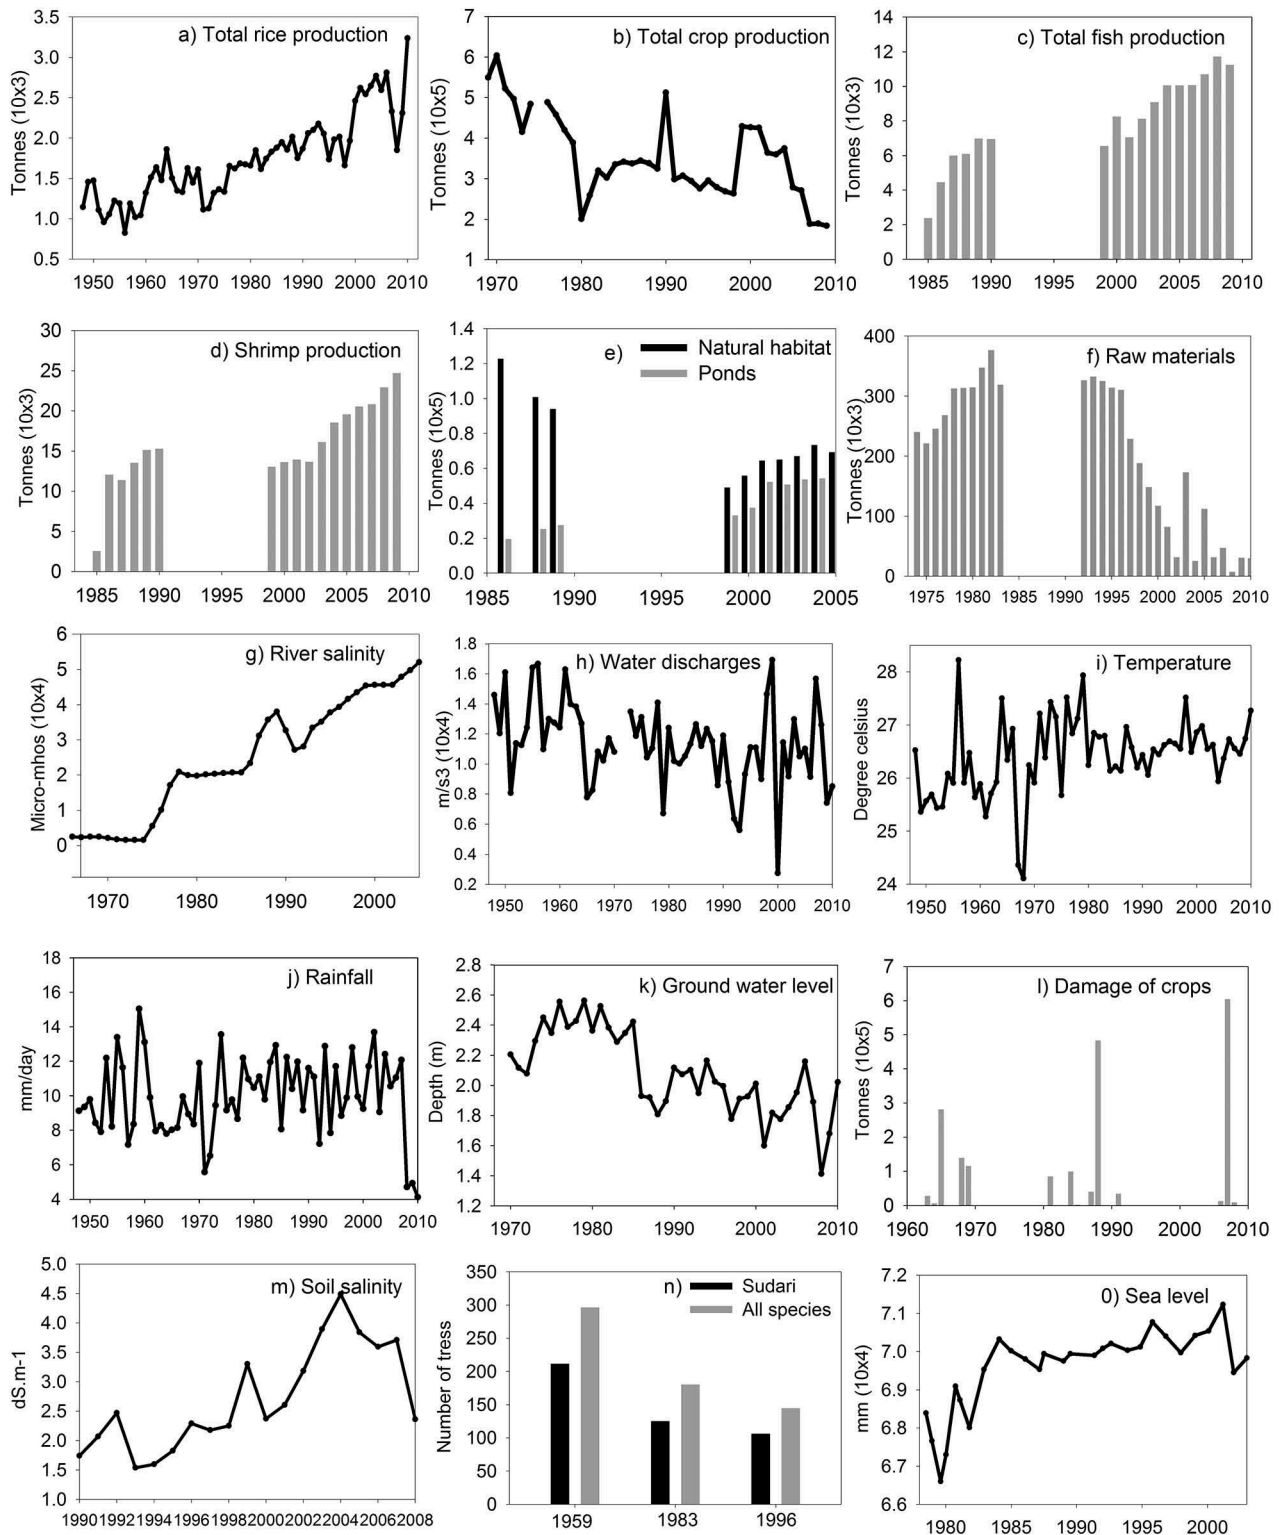 a) Total rice production
Tonnes (10x3)
3.5
3.0
2.5
2.0
1.5
1.0
0.5
1950 1960 1970 1980 1990 2000 2010
b) Total crop production
Tonnes (10x5)
7
6
5
4
3
2
1
1970 1980 1990 2000 2010
c) Total fish production
Tonnes (10x3)
14
12
10
8
6
4
2
0
1985 1990 1995 2000 2005 2010
d) Shrimp production
Tonnes (10x3)
30
25
20
15
10
5
0
1985 1990 1995 2000 2005 2010
e)
Natural habitat
Ponds
Tonnes (10x5)
1.4
1.2
1.0
0.8
0.6
0.4
0.2
0.0
1985 1990 1995 2000 2005
f) Raw materials
Tonnes (10x3)
400
300
200
100
0
1975 1980 1985 1990 1995 2000 2005 2010
g) River salinity
Micro-mhos (10x4)
6
5
4
3
2
1
0
1970 1980 1990 2000
h) Water discharges
m/s3 (10x4)
1.8
1.6
1.4
1.2
1.0
0.8
0.6
0.4
0.2
1950 1960 1970 1980 1990 2000 2010
i) Temperature
Degree celsius
28
27
26
25
24
1950 1960 1970 1980 1990 2000 2010
j) Rainfall
mm/day
18
16
14
12
10
8
6
4
1950 1960 1970 1980 1990 2000 2010
k) Ground water level
Depth (m)
2.8
2.6
2.4
2.2
2.0
1.8
1.6
1.4
1.2
1970 1980 1990 2000 2010
l) Damage of crops
Tonnes (10x5)
7
6
5
4
3
2
1
0
1960 1970 1980 1990 2000 2010
m) Soil salinity
dS.m-1
5.0
4.5
4.0
3.5
3.0
2.5
2.0
1.5
1.0
1990 1992 1994 1996 1998 2000 2002 2004 2006 2008
n)
Sudari
All species
Number of tress
350
300
250
200
150
100
50
0
1959 1983 1996
0) Sea level
mm (10x4)
7.2
7.1
7.0
6.9
6.8
6.7
6.6
1980 1985 1990 1995 2000